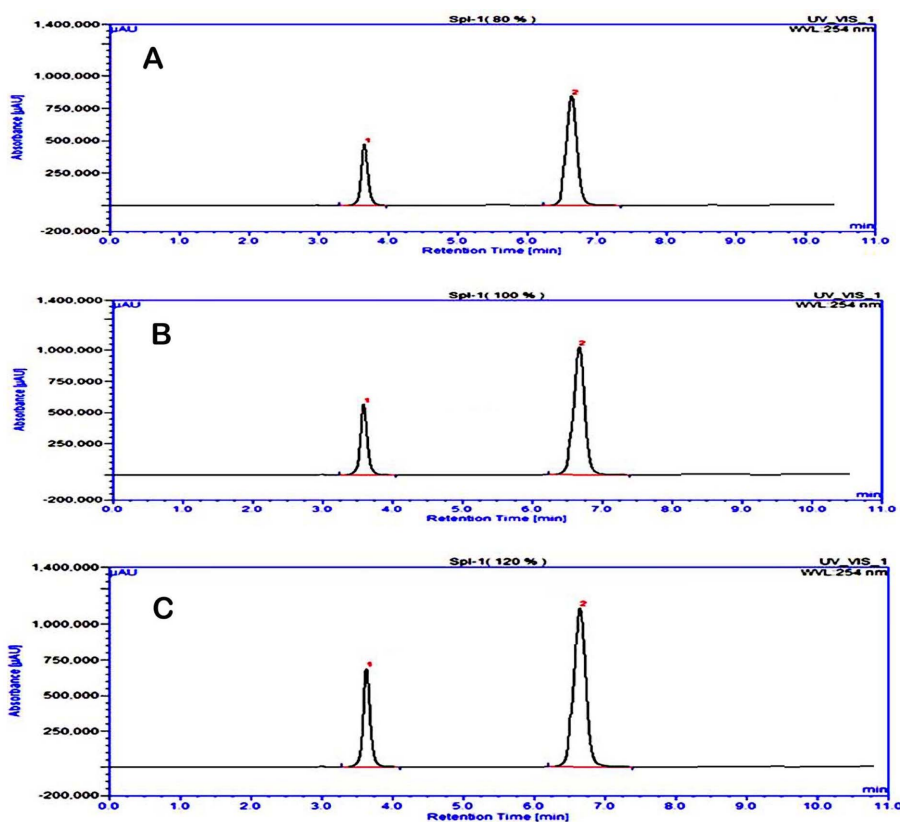 Spl-1( 80 % )
UV_VIS_1
1,400,000
µAU
WVL:254 nm
A
1,000,000
750,000
500,000
250,000
-200,000
Absorbance [µAU]
1
2
min
0.0 1.0 2.0 3.0 4.0 5.0 6.0 7.0 8.0 9.0 10.0 11.0
Retention Time [min]
Spl-1( 100 % )
UV_VIS_1
1,400,000
µAU
WVL:254 nm
B
1,000,000
750,000
500,000
250,000
-200,000
Absorbance [µAU]
1
2
min
0.0 1.0 2.0 3.0 4.0 5.0 6.0 7.0 8.0 9.0 10.0 11.0
Retention Time [min]
Spl-1( 120 % )
UV_VIS_1
1,400,000
µAU
WVL:254 nm
C
1,000,000
750,000
500,000
250,000
-200,000
Absorbance [µAU]
1
2
min
0.0 1.0 2.0 3.0 4.0 5.0 6.0 7.0 8.0 9.0 10.0 11.0
Retention Time [min]